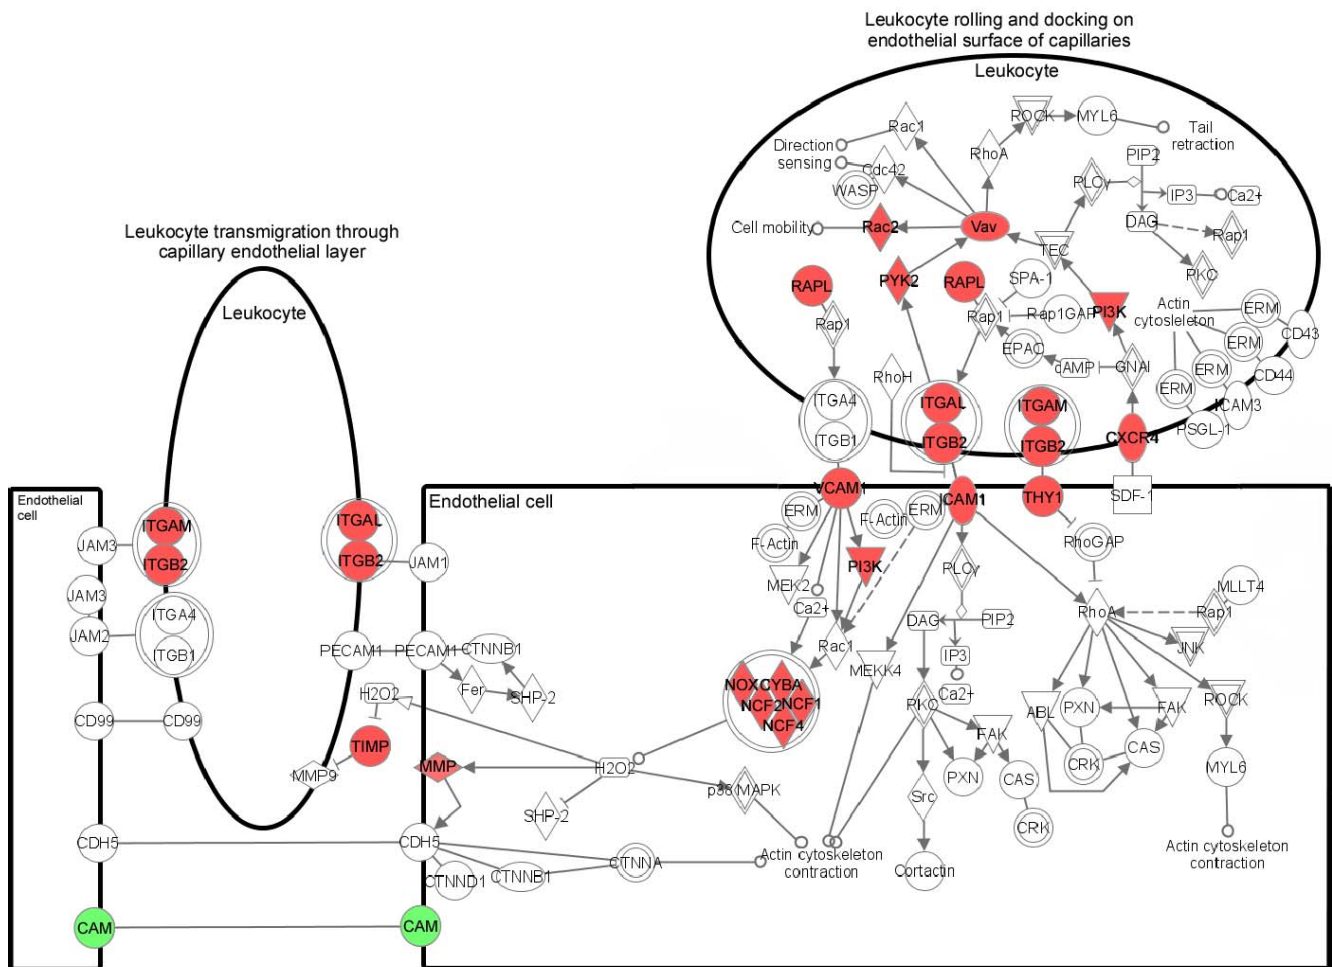 Leukocyte rolling and docking on
endothelial surface of capillaries
Leukocyte
ROCK
MYL6
Rac1
Tail
retraction
Direction
sensing
RhoA
PIP2
Cdc42
WASP
PLCγ
IP3
Ca2+
Cell mobility
Rac2
Vav
DAG
Rap1
TEC
PKC
RAPL
PYK2
RAPL
SPA-1
Rap1
Rap1
Rap1GAP
PI3K
Actin
cytosleleton
ERM
CD43
ERM
EPAC
cAMP
GNAI
ERM
CD44
RhoH
ERM
ICAM3
ITGA4
ITGAL
ITGAM
PSGL-1
ITGB1
ITGB2
ITGB2
CXCR4
Leukocyte transmigration through
capillary endothelial layer
Leukocyte
Endothelial
cell
Endothelial cell
VCAM1
ICAM1
THY1
SDF-1
ERM
F-Actin
ERM
ITGAM
ITGAL
JAM3
ITGB2
ITGB2
JAM1
F-Actin
RhoGAP
PI3K
PLCγ
MEK2
MLLT4
JAM3
Ca2+
ITGA4
RhoA
Rap1
DAG
PIP2
JAM2
ITGB1
PECAM1
PECAM1
CTNNB1
Rac1
IP3
JNK
MEKK4
H2O2
Fer
SHP-2
NOX
CYBA
NCF2
NCF1
NCF4
Ca2+
PKC
ABL
PXN
FAK
ROCK
CD99
CD99
FAK
TIMP
CAS
MMP9
MMP
H2O2
p38 MAPK
PXN
CAS
CRK
MYL6
SHP-2
Src
CRK
CDH5
CDH5
CTNNA
Actin cytoskeleton
contraction
Cortactin
Actin cytoskeleton
contraction
CTNND1
CTNNB1
CAM
CAM